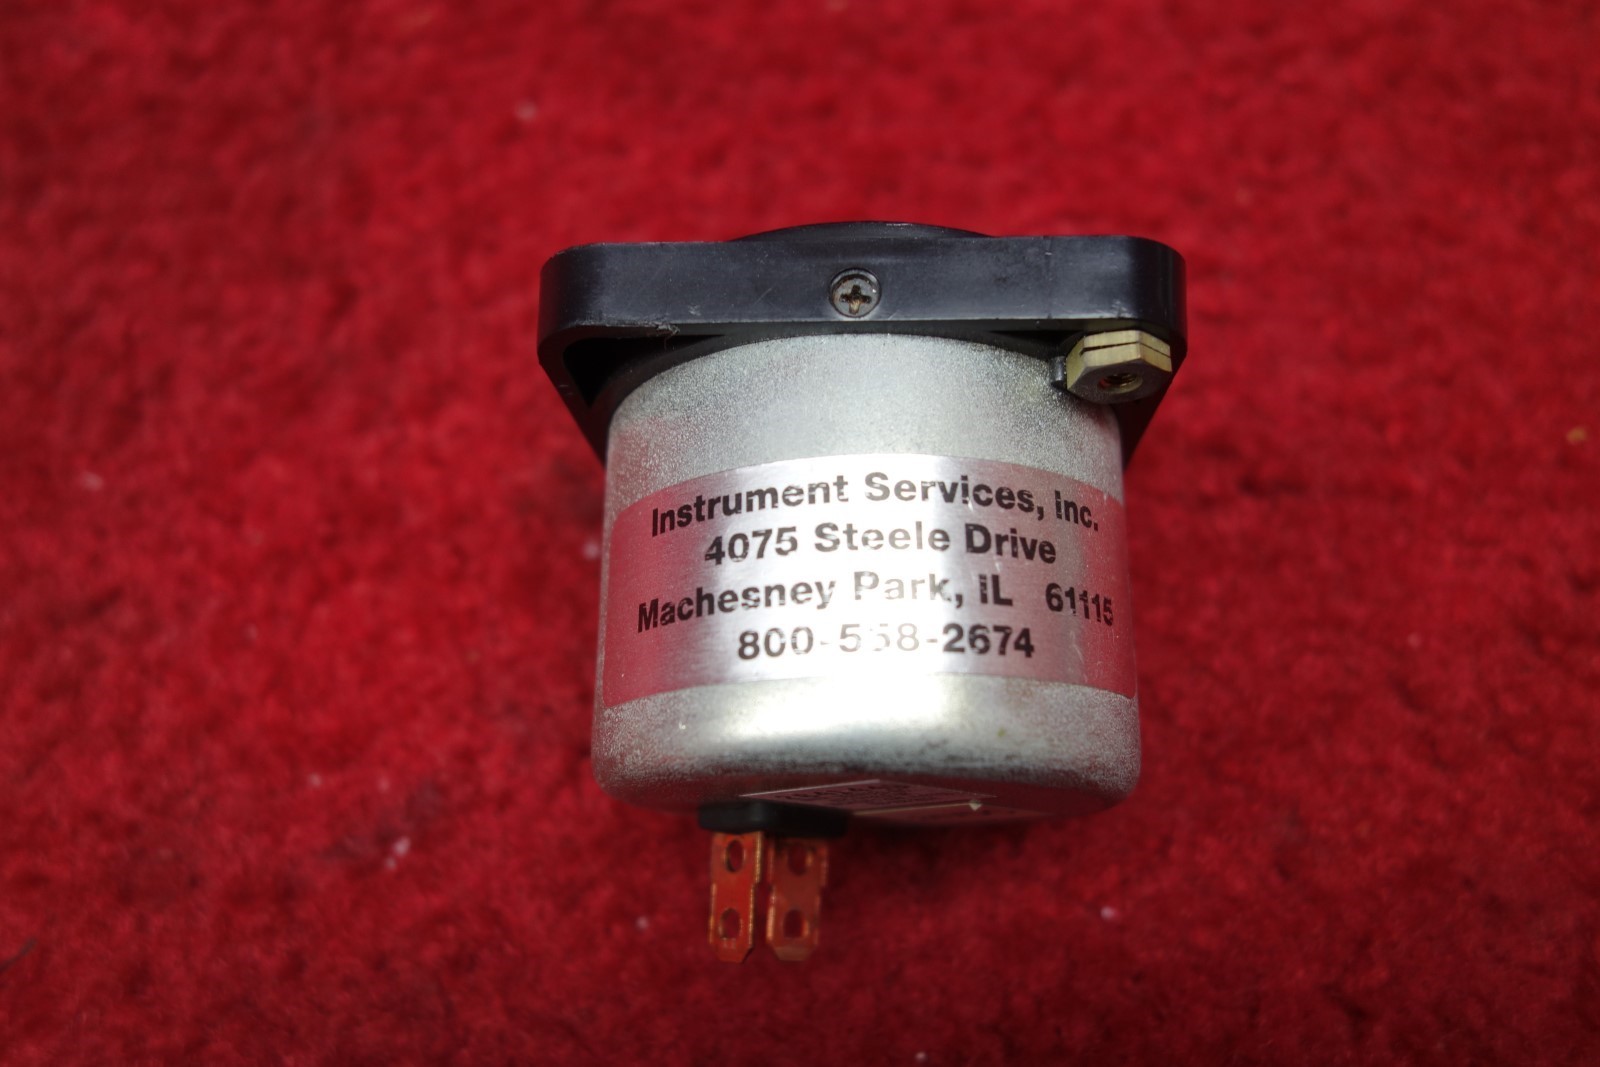 Instrument Services, Inc.
4075 Steele Drive
Machesney Park, IL 61115
800-558-2674